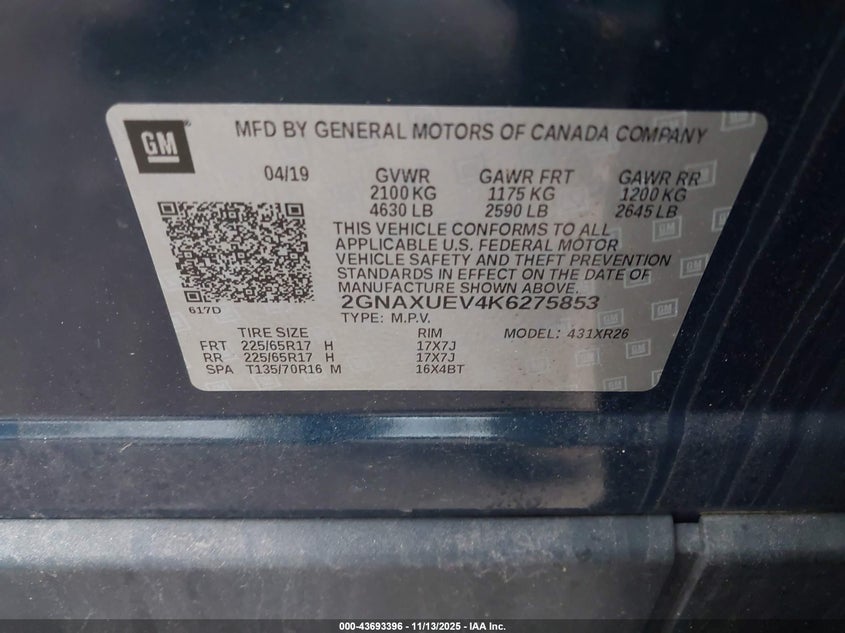 GM
MFD BY GENERAL MOTORS OF CANADA COMPANY
04/19 GVWR GAWR FRT GAWR RR
2100 KG 1175 KG 1200 KG
4630 LB 2590 LB 2645 LB
THIS VEHICLE CONFORMS TO ALL
APPLICABLE U.S. FEDERAL MOTOR
VEHICLE SAFETY AND THEFT PREVENTION
STANDARDS IN EFFECT ON THE DATE OF
MANUFACTURE SHOWN ABOVE.
617D
2GNAXUEV4K6275853
TYPE: M.P.V. MODEL: 431XR26
TIRE SIZE RIM
FRT 225/65R17 H 17X7J
RR 225/65R17 H 17X7J
SPA T135/70R16 M 16X4BT
000-43693396 - 11/13/2025 - IAA Inc.